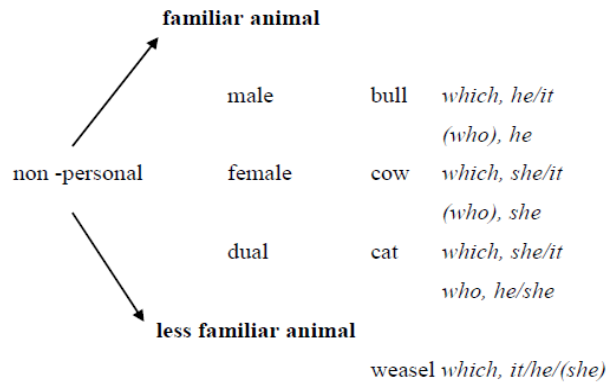 familiar animal
male bull which, he/it
(who), he
non -personal female cow which, she/it
(who), she
dual cat which, she/it
who, he/she
less familiar animal
weasel which, it/he/(she)